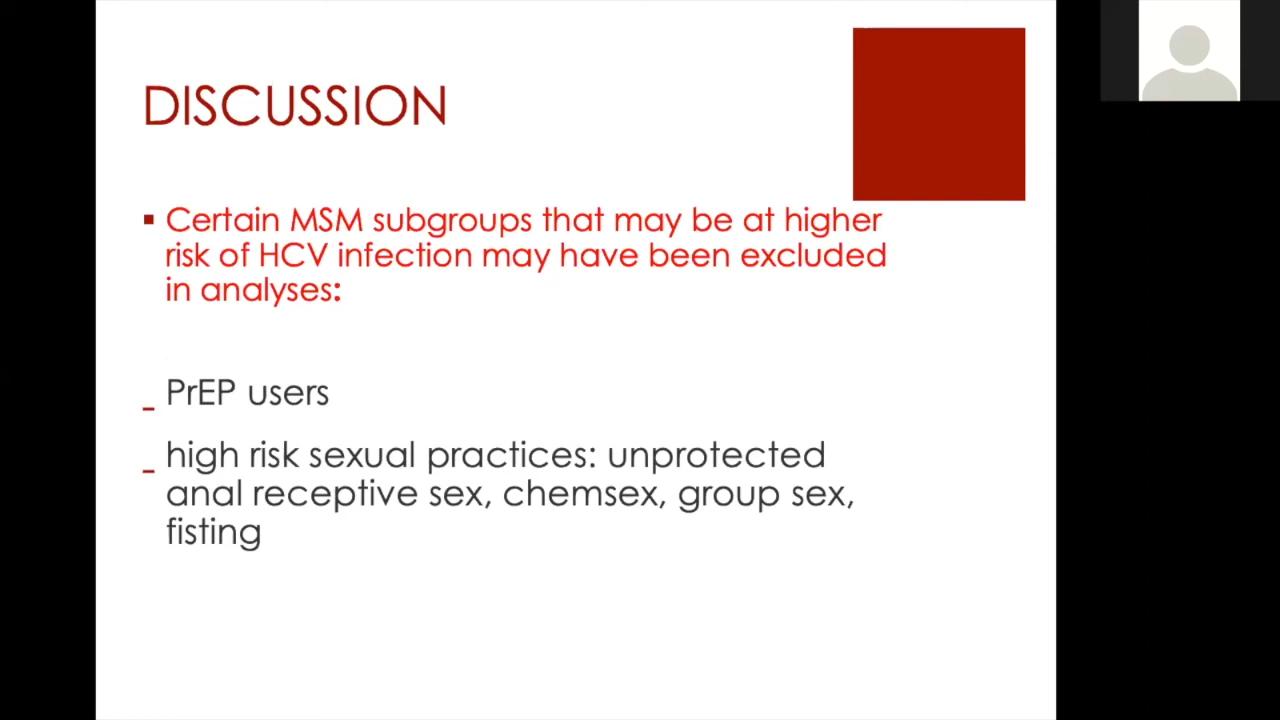 DISCUSSION
▪ Certain MSM subgroups that may be at higher
risk of HCV infection may have been excluded
in analyses:
– PrEP users
– high risk sexual practices: unprotected
anal receptive sex, chemsex, group sex,
fisting